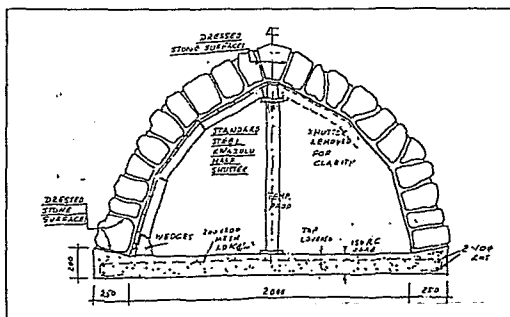 DRESSED
STONE SURFACES
STANDARD
STEEL
KWAZULU
HALF
SHUTTER
SHUTTER
REMOVED
FOR
CLARITY
DRESSED
STONE
SURFACES
TEMP.
PROP
WEDGES
200x200
MESH
TOP
150 RC
SLAB
200
250
2000
250